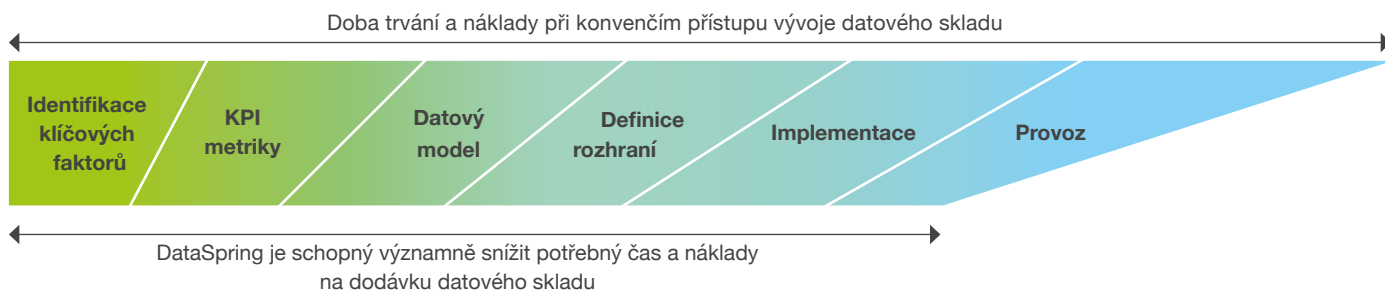 Doba trvání a náklady při konvenčím přístupu vývoje datového skladu
Identifikace
klíčových
faktorů
KPI
metriky
Datový
model
Definice
rozhraní
Implementace
Provoz
DataSpring je schopný významně snížit potřebný čas a náklady
na dodávku datového skladu